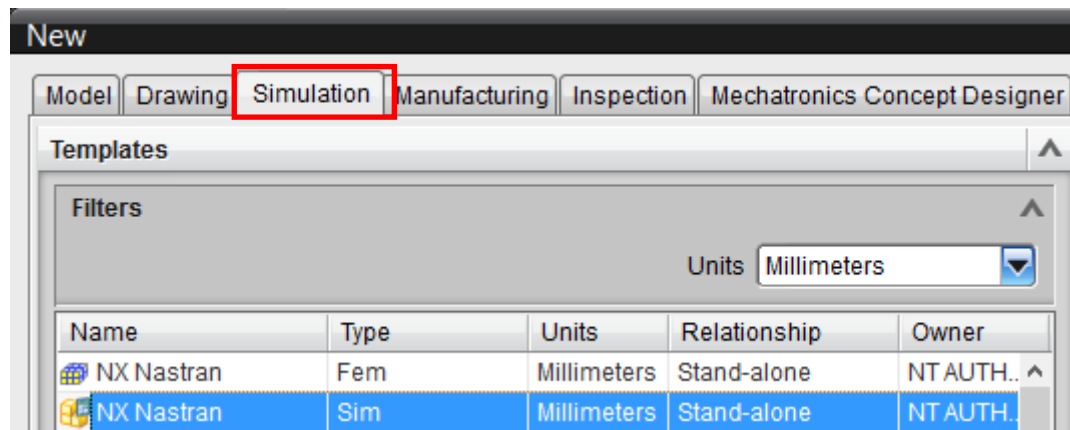 New
Model Drawing Simulation Manufacturing Inspection Mechatronics Concept Designer
Templates
Filters
Units Millimeters
Name Type Units Relationship Owner
NX Nastran Fem Millimeters Stand-alone NT AUTH..
NX Nastran Sim Millimeters Stand-alone NT AUTH..